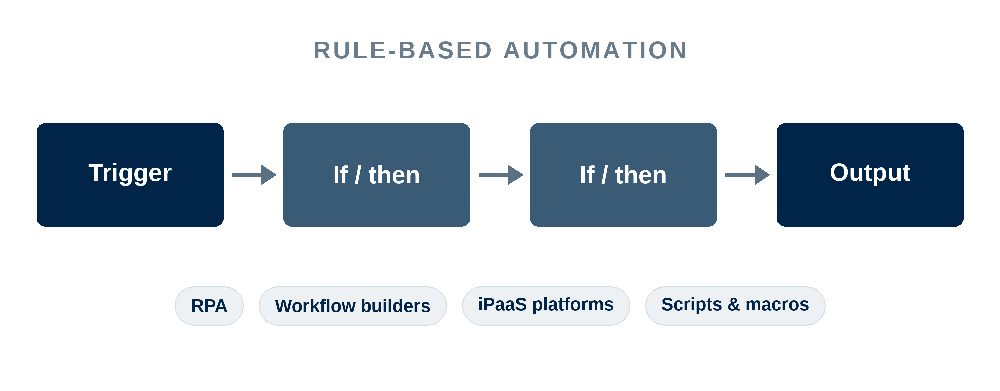 RULE-BASED AUTOMATION
Trigger
If / then
If / then
Output
RPA
Workflow builders
iPaaS platforms
Scripts & macros